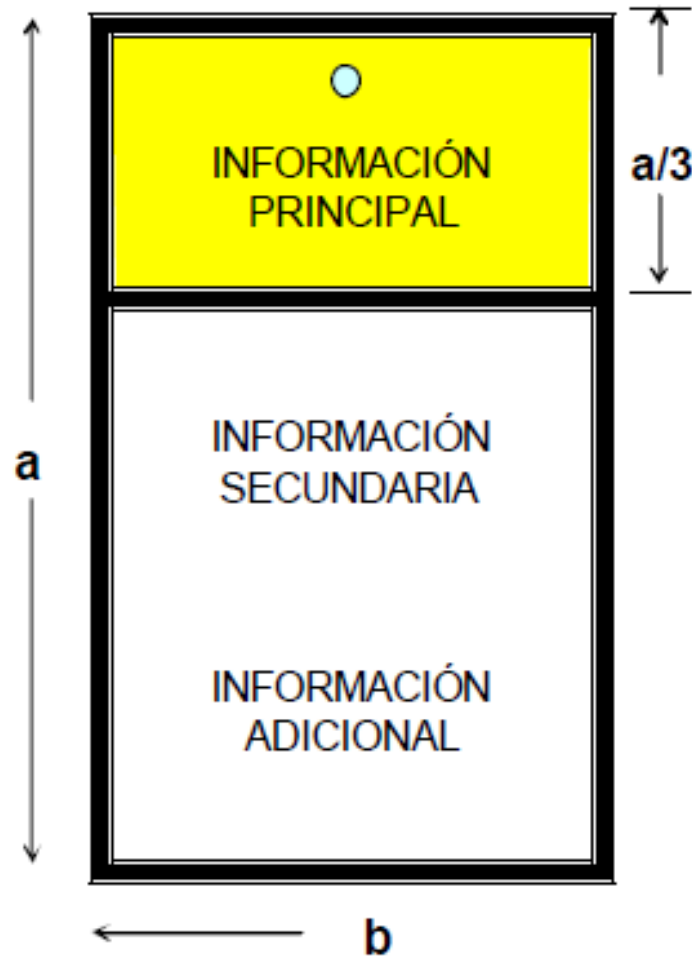 INFORMACIÓN
PRINCIPAL
a/3
INFORMACIÓN
SECUNDARIA
a
INFORMACIÓN
ADICIONAL
b